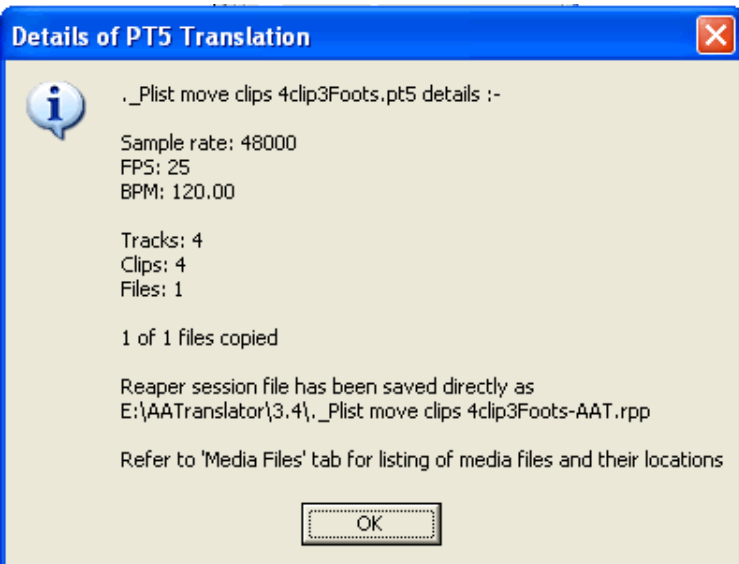 Details of PT5 Translation
._Plist move clips 4clip3Foots.pt5 details :-
Sample rate: 48000
FPS: 25
BPM: 120.00
Tracks: 4
Clips: 4
Files: 1
1 of 1 files copied
Reaper session file has been saved directly as
E:\AATranslator\3.4\._Plist move clips 4clip3Foots-AAT.rpp
Refer to 'Media Files' tab for listing of media files and their locations
OK